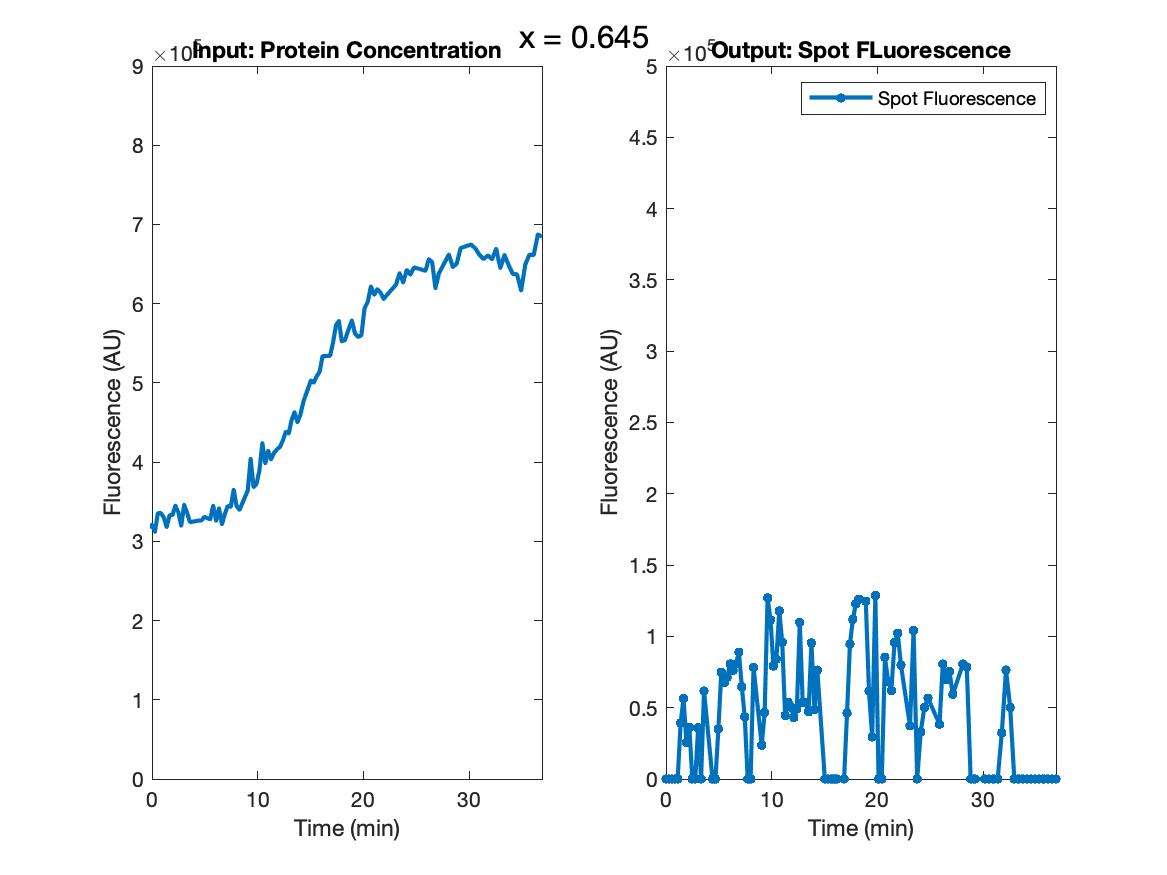 x = 0.645
×10⁵
Input: Protein Concentration
9
8
7
6
5
4
3
2
1
0
Fluorescence (AU)
0 10 20 30
Time (min)
×10⁵
Output: Spot FLuorescence
Spot Fluorescence
5
4.5
4
3.5
3
2.5
2
1.5
1
0.5
0
Fluorescence (AU)
0 10 20 30
Time (min)